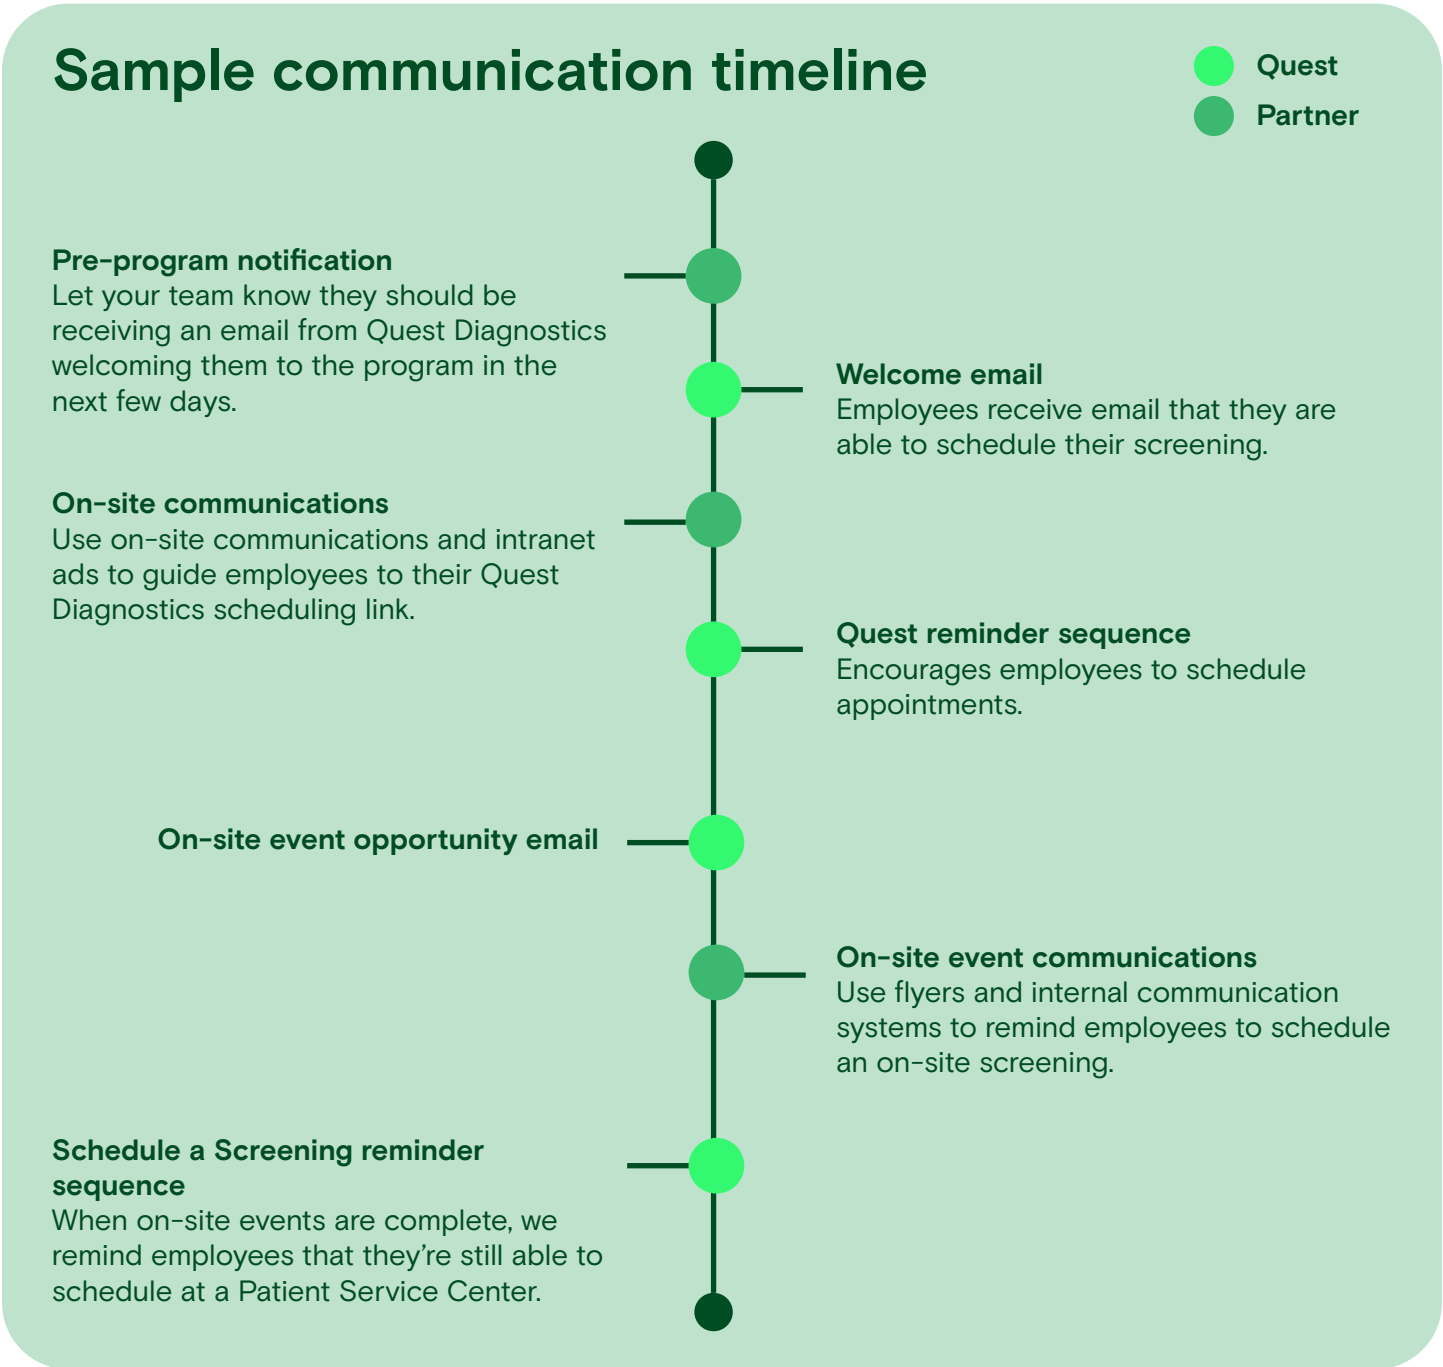 Sample communication timeline
Quest
Partner
Pre-program notification
Let your team know they should be
receiving an email from Quest Diagnostics
welcoming them to the program in the
next few days.
Welcome email
Employees receive email that they are
able to schedule their screening.
On-site communications
Use on-site communications and intranet
ads to guide employees to their Quest
Diagnostics scheduling link.
Quest reminder sequence
Encourages employees to schedule
appointments.
On-site event opportunity email
On-site event communications
Use flyers and internal communication
systems to remind employees to schedule
an on-site screening.
Schedule a Screening reminder
sequence
When on-site events are complete, we
remind employees that they’re still able to
schedule at a Patient Service Center.